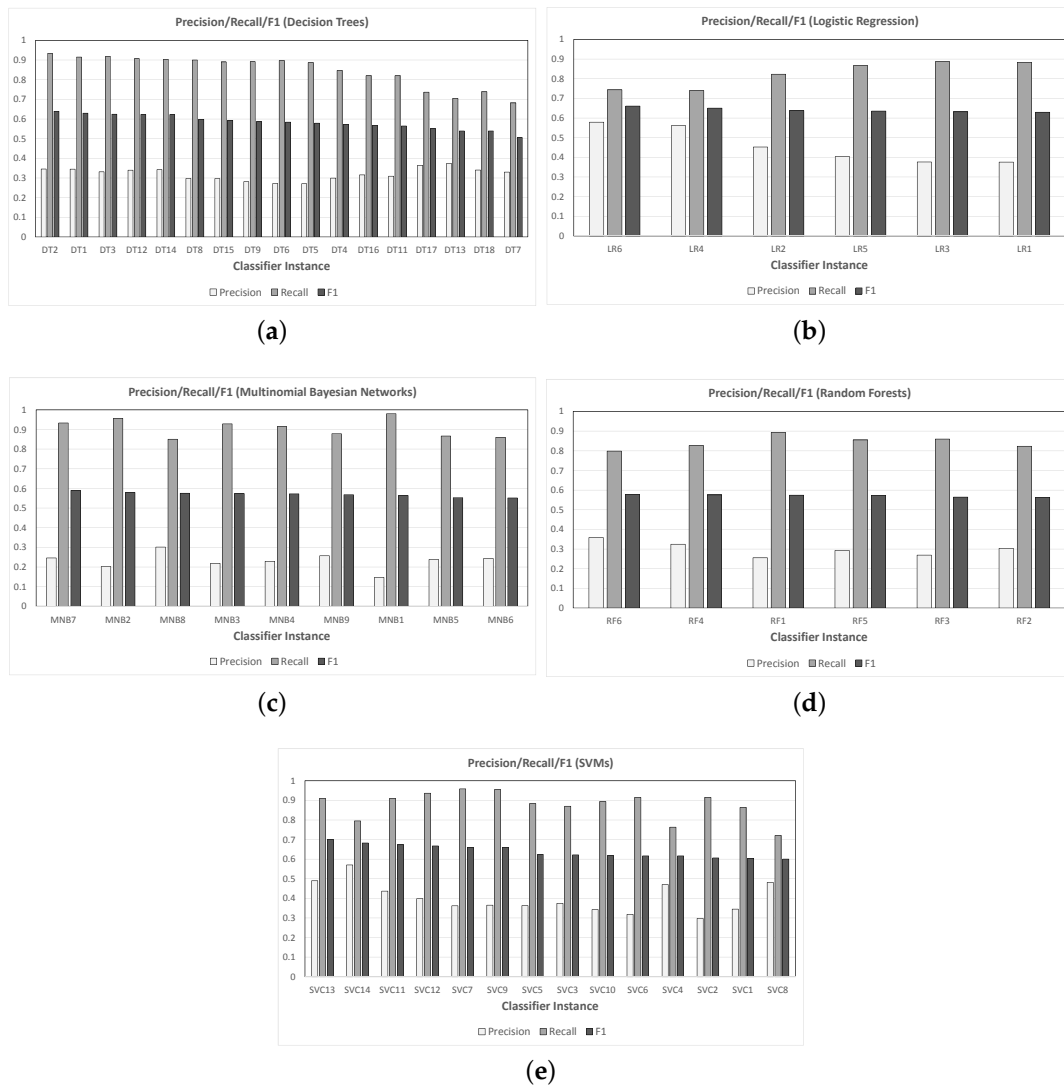 Precision/Recall/F1 (Decision Trees)
1
0.9
0.8
0.7
0.6
0.5
0.4
0.3
0.2
0.1
0
DT2 DT1 DT3 DT12 DT14 DT8 DT15 DT9 DT6 DT5 DT4 DT16 DT11 DT17 DT13 DT18 DT7
Classifier Instance
Precision Recall F1
(a)
Precision/Recall/F1 (Logistic Regression)
1
0.9
0.8
0.7
0.6
0.5
0.4
0.3
0.2
0.1
0
LR6 LR4 LR2 LR5 LR3 LR1
Classifier Instance
Precision Recall F1
(b)
Precision/Recall/F1 (Multinomial Bayesian Networks)
1
0.9
0.8
0.7
0.6
0.5
0.4
0.3
0.2
0.1
0
MNB7 MNB2 MNB8 MNB3 MNB4 MNB9 MNB1 MNB5 MNB6
Classifier Instance
Precision Recall F1
(c)
Precision/Recall/F1 (Random Forests)
1
0.9
0.8
0.7
0.6
0.5
0.4
0.3
0.2
0.1
0
RF6 RF4 RF1 RF5 RF3 RF2
Classifier Instance
Precision Recall F1
(d)
Precision/Recall/F1 (SVMs)
1
0.9
0.8
0.7
0.6
0.5
0.4
0.3
0.2
0.1
0
SVC13 SVC14 SVC11 SVC12 SVC7 SVC9 SVC5 SVC3 SVC10 SVC6 SVC4 SVC2 SVC1 SVC8
Classifier Instance
Precision Recall F1
(e)